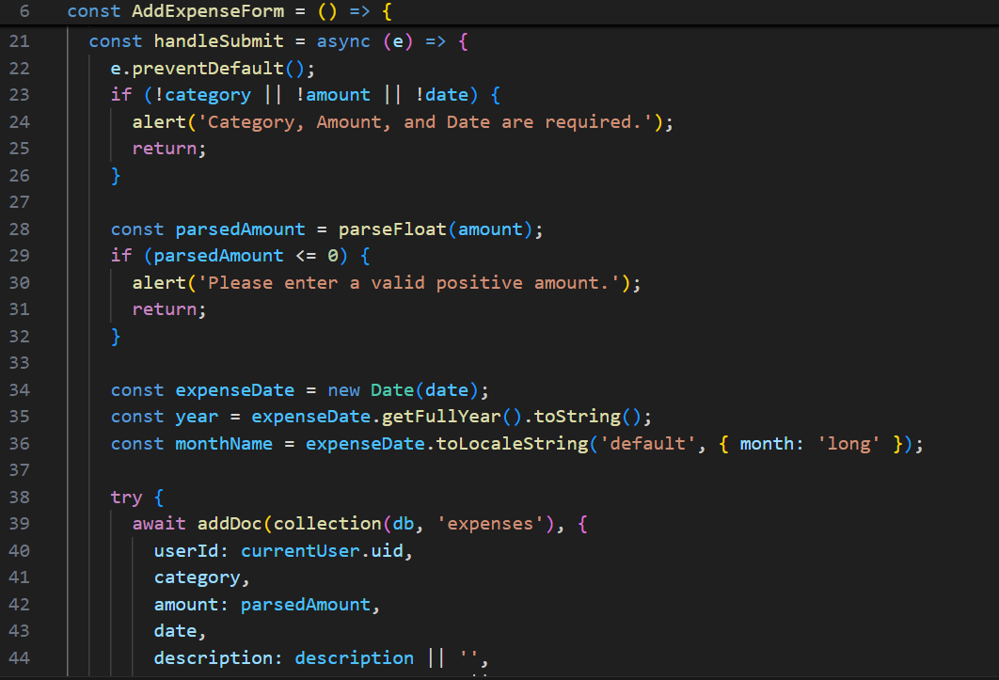 6 const AddExpenseForm = () => {
21 const handleSubmit = async (e) => {
22 e.preventDefault();
23 if (!category || !amount || !date) {
24 alert('Category, Amount, and Date are required.');
25 return;
26 }
27
28 const parsedAmount = parseFloat(amount);
29 if (parsedAmount <= 0) {
30 alert('Please enter a valid positive amount.');
31 return;
32 }
33
34 const expenseDate = new Date(date);
35 const year = expenseDate.getFullYear().toString();
36 const monthName = expenseDate.toLocaleString('default', { month: 'long' });
37
38 try {
39 await addDoc(collection(db, 'expenses'), {
40 userId: currentUser.uid,
41 category,
42 amount: parsedAmount,
43 date,
44 description: description || '',